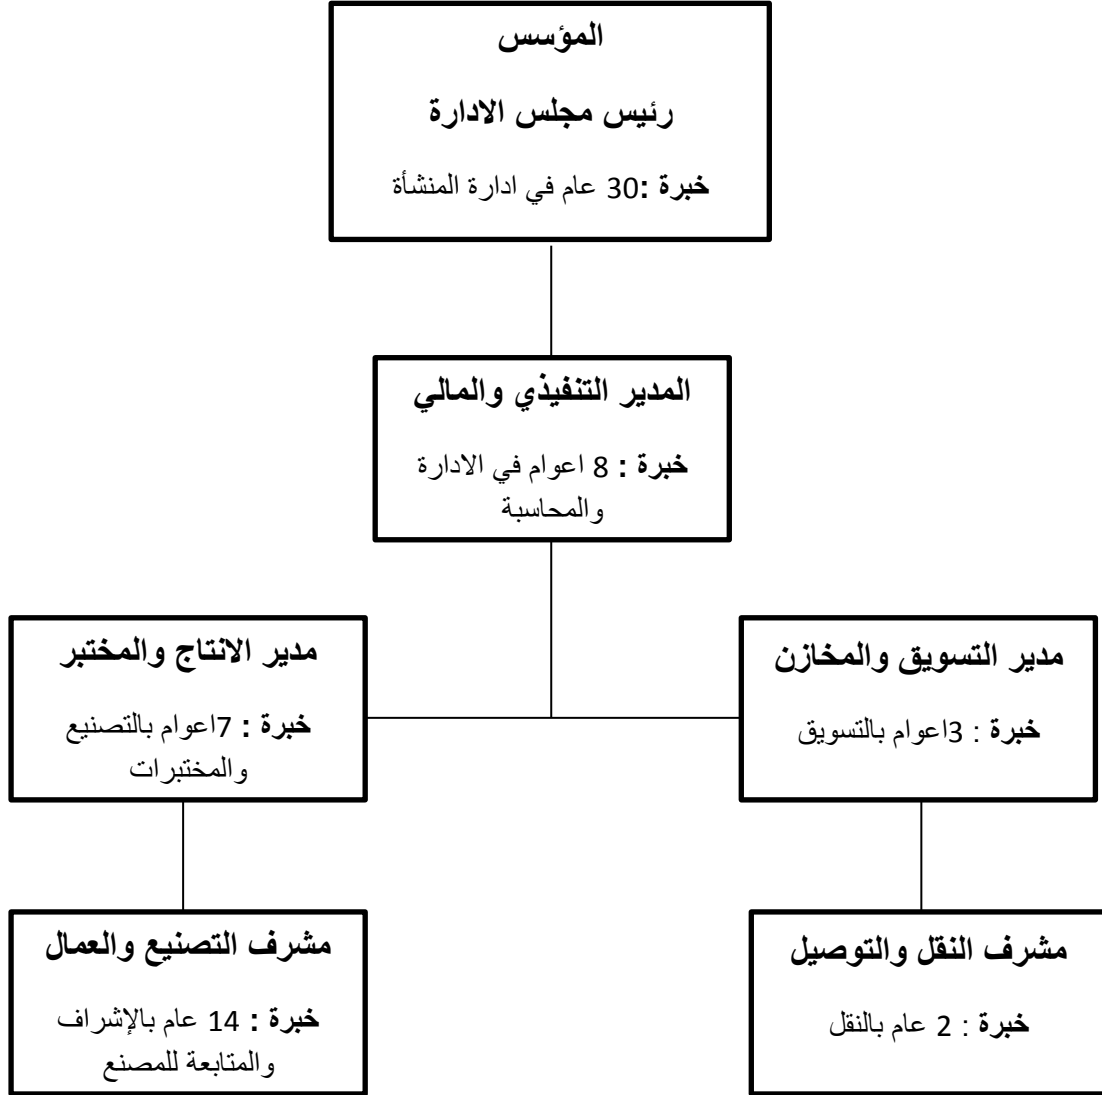 المؤسس
رئيس مجلس الادارة
خبرة :30 عام في ادارة المنشأة
المدير التنفيذي والمالي
خبرة : 8 اعوام في الادارة
والمحاسبة
مدير التسويق والمخازن
خبرة : 3اعوام بالتسويق
مدير الانتاج والمختبر
خبرة : 7اعوام بالتصنيع
والمختبرات
مشرف النقل والتوصيل
خبرة : 2 عام بالنقل
مشرف التصنيع والعمال
خبرة : 14 عام بالإشراف
والمتابعة للمصنع